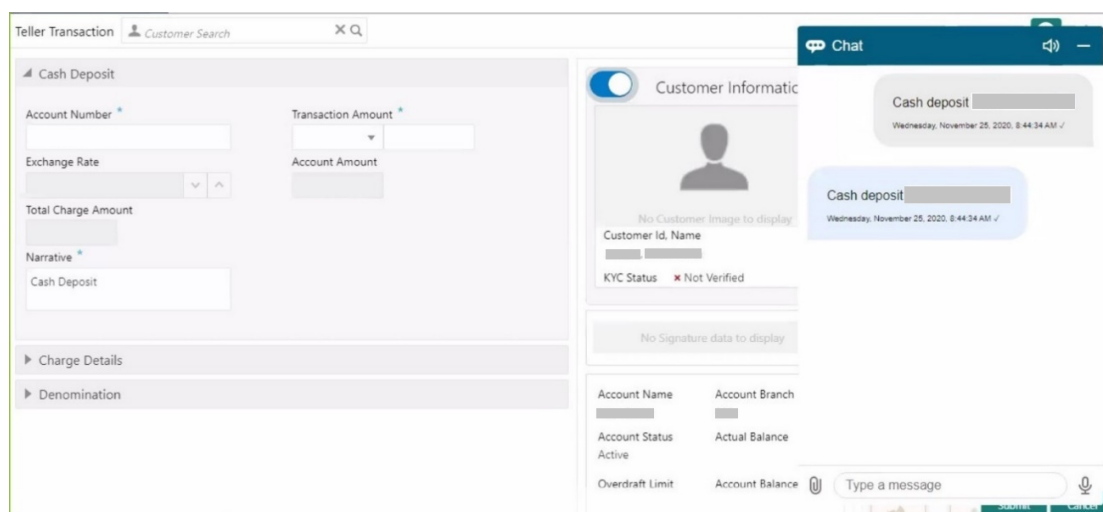 Teller Transaction Customer Search
Cash Deposit
Account Number *
Transaction Amount *
Exchange Rate
Account Amount
Total Charge Amount
Narrative *
Cash Deposit
Charge Details
Denomination
Customer Informatio
No Customer Image to display
Customer Id, Name
KYC Status × Not Verified
No Signature data to display
Account Name Account Branch
Account Status Actual Balance
Active
Overdraft Limit Account Balance
Chat
Cash deposit
Wednesday, November 25, 2020, 8:44:34 AM ✓
Cash deposit
Wednesday, November 25, 2020, 8:44:34 AM ✓
Type a message
Submit Cancel